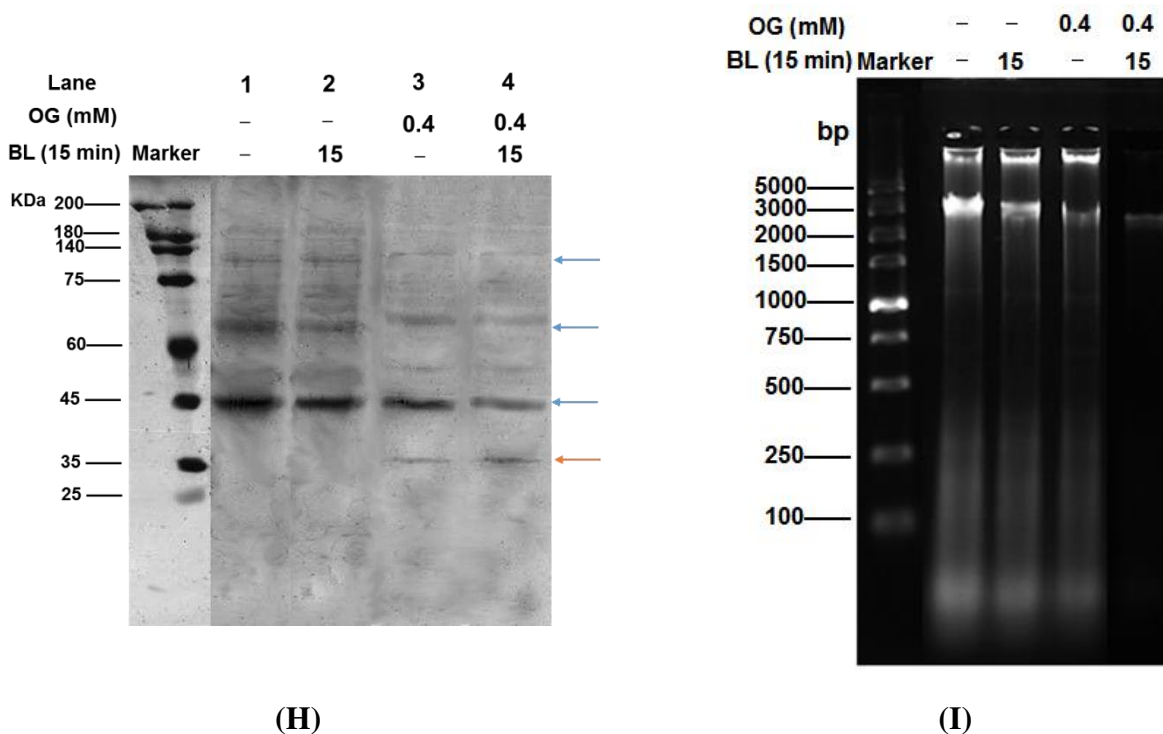 Lane 1 2 3 4
OG (mM) – – 0.4 0.4
BL (15 min) Marker – 15 – 15
KDa 200
180
140
75
60
45
35
25
(H)
OG (mM) – – 0.4 0.4
BL (15 min) Marker – 15 – 15
bp
5000
3000
2000
1500
1000
750
500
250
100
(I)